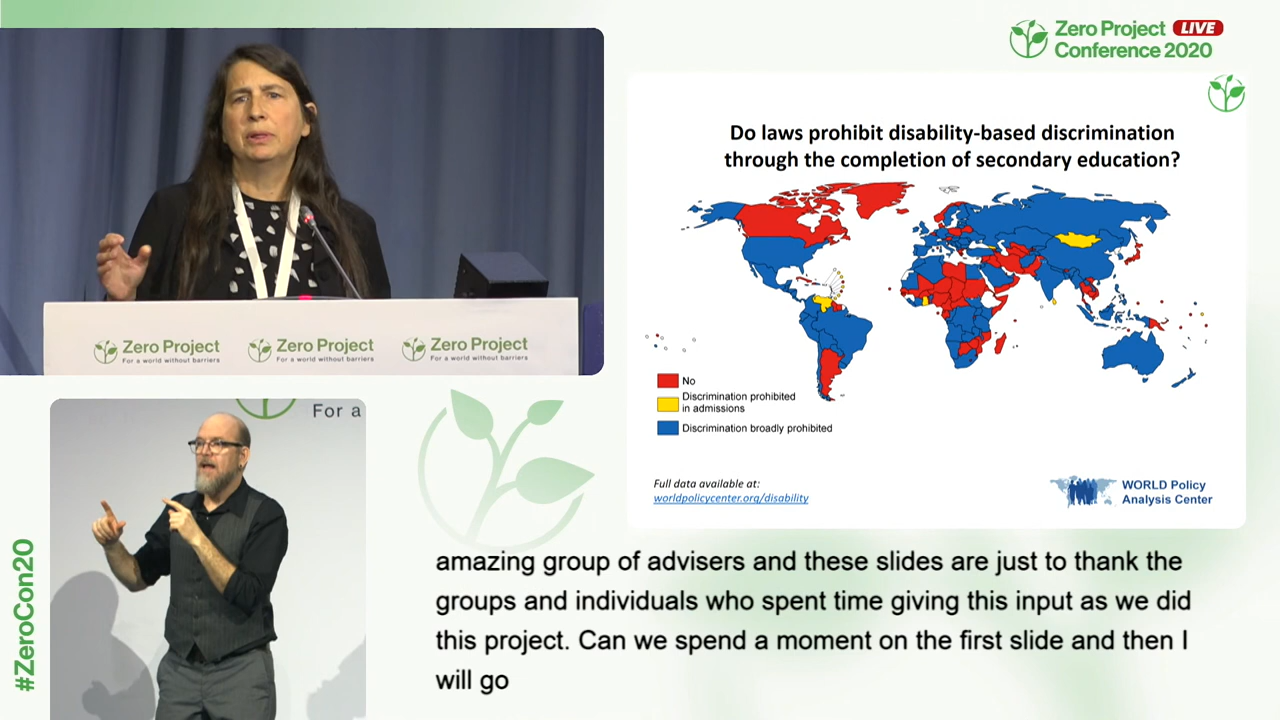 Zero Project LIVE
Conference 2020
Do laws prohibit disability-based discrimination
through the completion of secondary education?
No
Discrimination prohibited
in admissions
Discrimination broadly prohibited
Full data available at:
worldpolicycenter.org/disability
WORLD Policy
Analysis Center
Zero Project
For a world without barriers
Zero Project
For a world without barriers
Zero Project
For a world without barriers
For a
#ZeroCon20
amazing group of advisers and these slides are just to thank the
groups and individuals who spent time giving this input as we did
this project. Can we spend a moment on the first slide and then I
will go